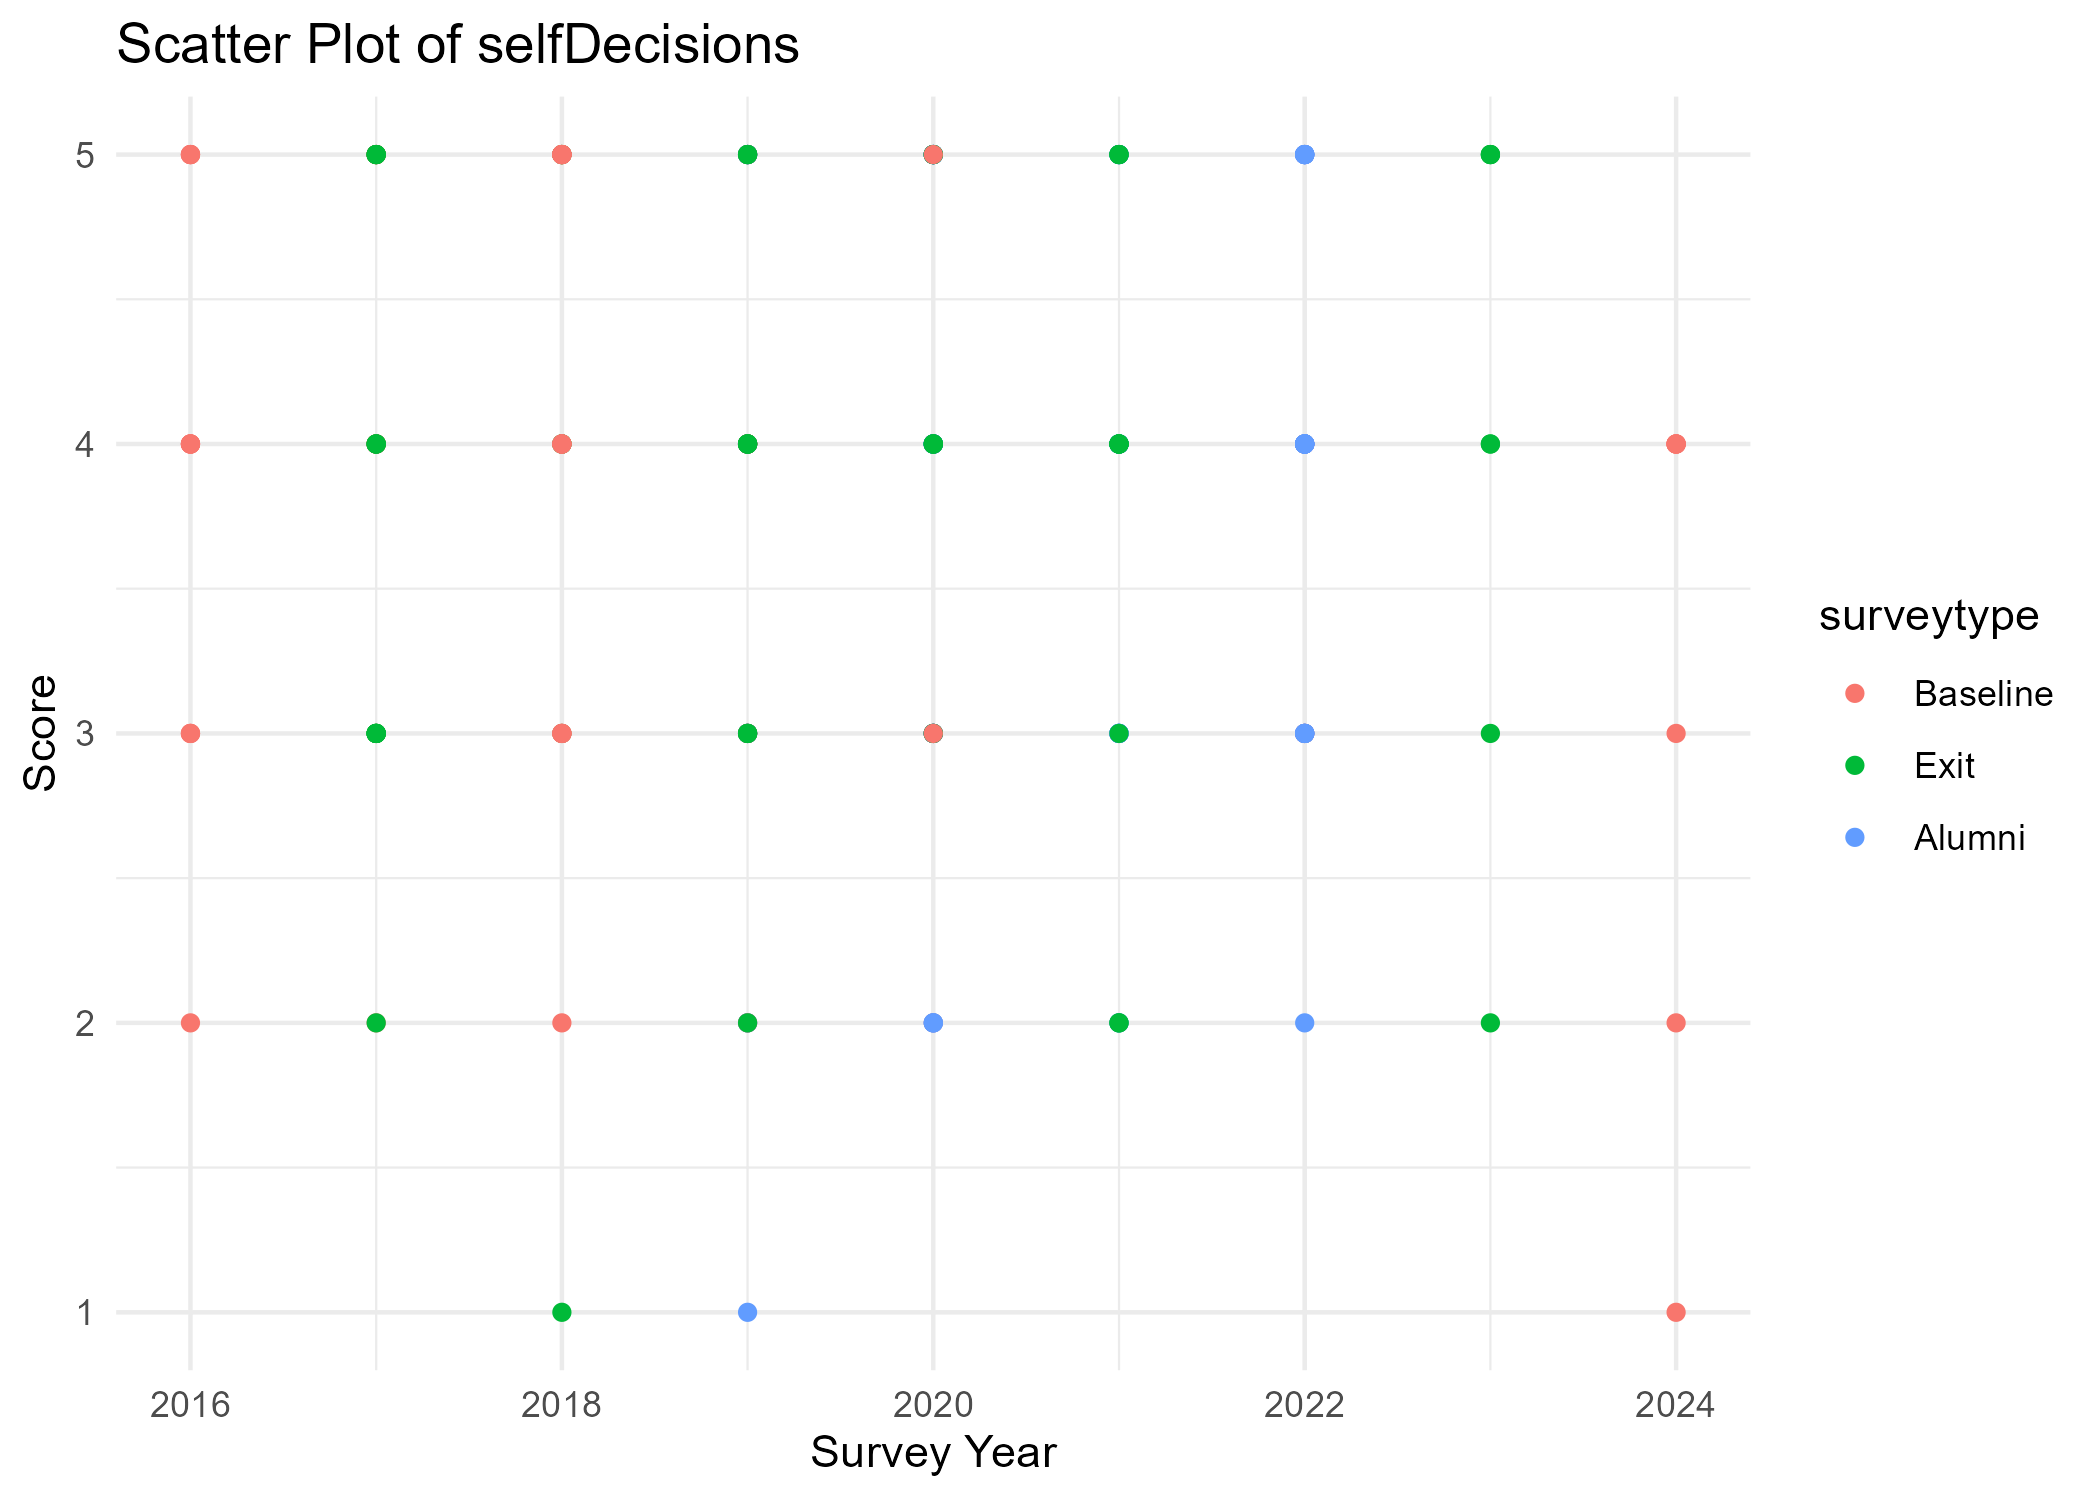 Scatter Plot of selfDecisions
5
4
3
2
1
Score
2016 2018 2020 2022 2024
Survey Year
surveytype
Baseline
Exit
Alumni